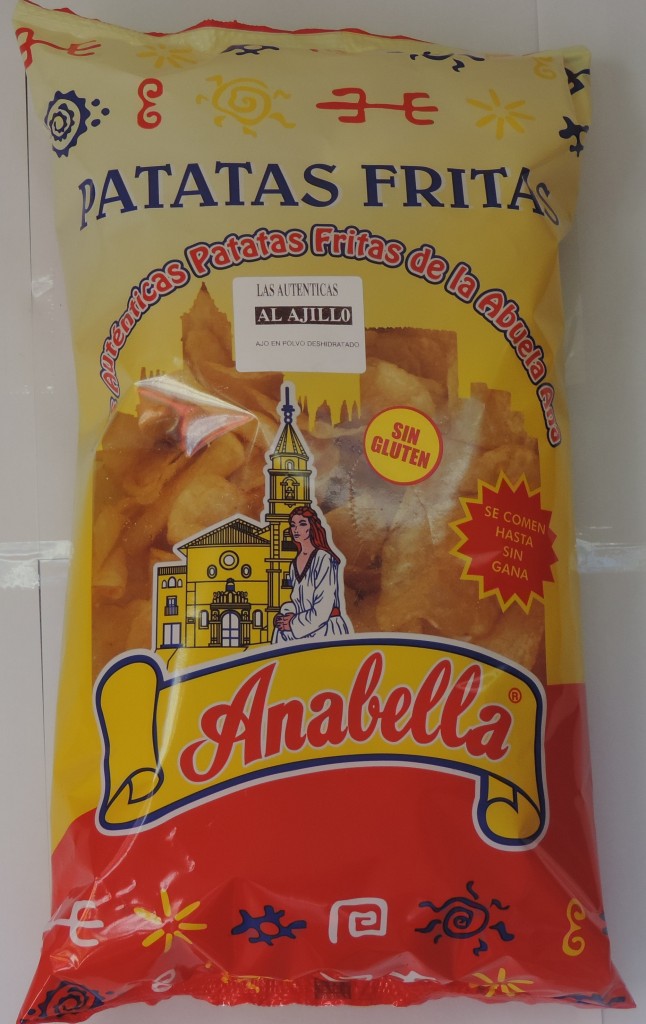 PATATAS FRITAS
Auténticas Patatas Fritas de la Abuela Ana
LAS AUTENTICAS
AL AJILLO
AJO EN POLVO DESHIDRATADO
SIN
GLUTEN
SE COMEN
HASTA
SIN
GANA
Anabella®